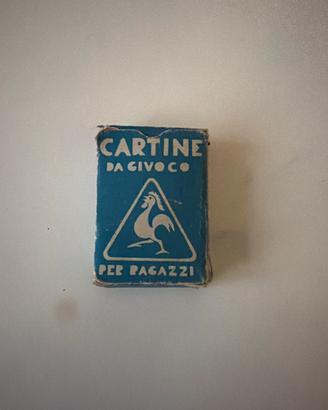 CARTINE
DA GIVOCO
PER RAGAZZI